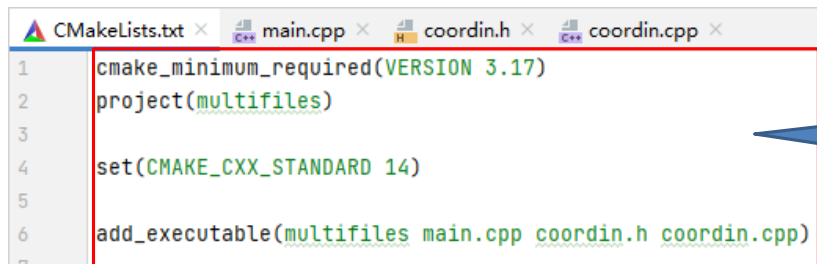 CMakeLists.txt × main.cpp × coordin.h × coordin.cpp ×
1 cmake_minimum_required(VERSION 3.17)
2 project(multifiles)
3
4 set(CMAKE_CXX_STANDARD 14)
5
6 add_executable(multifiles main.cpp coordin.h coordin.cpp)